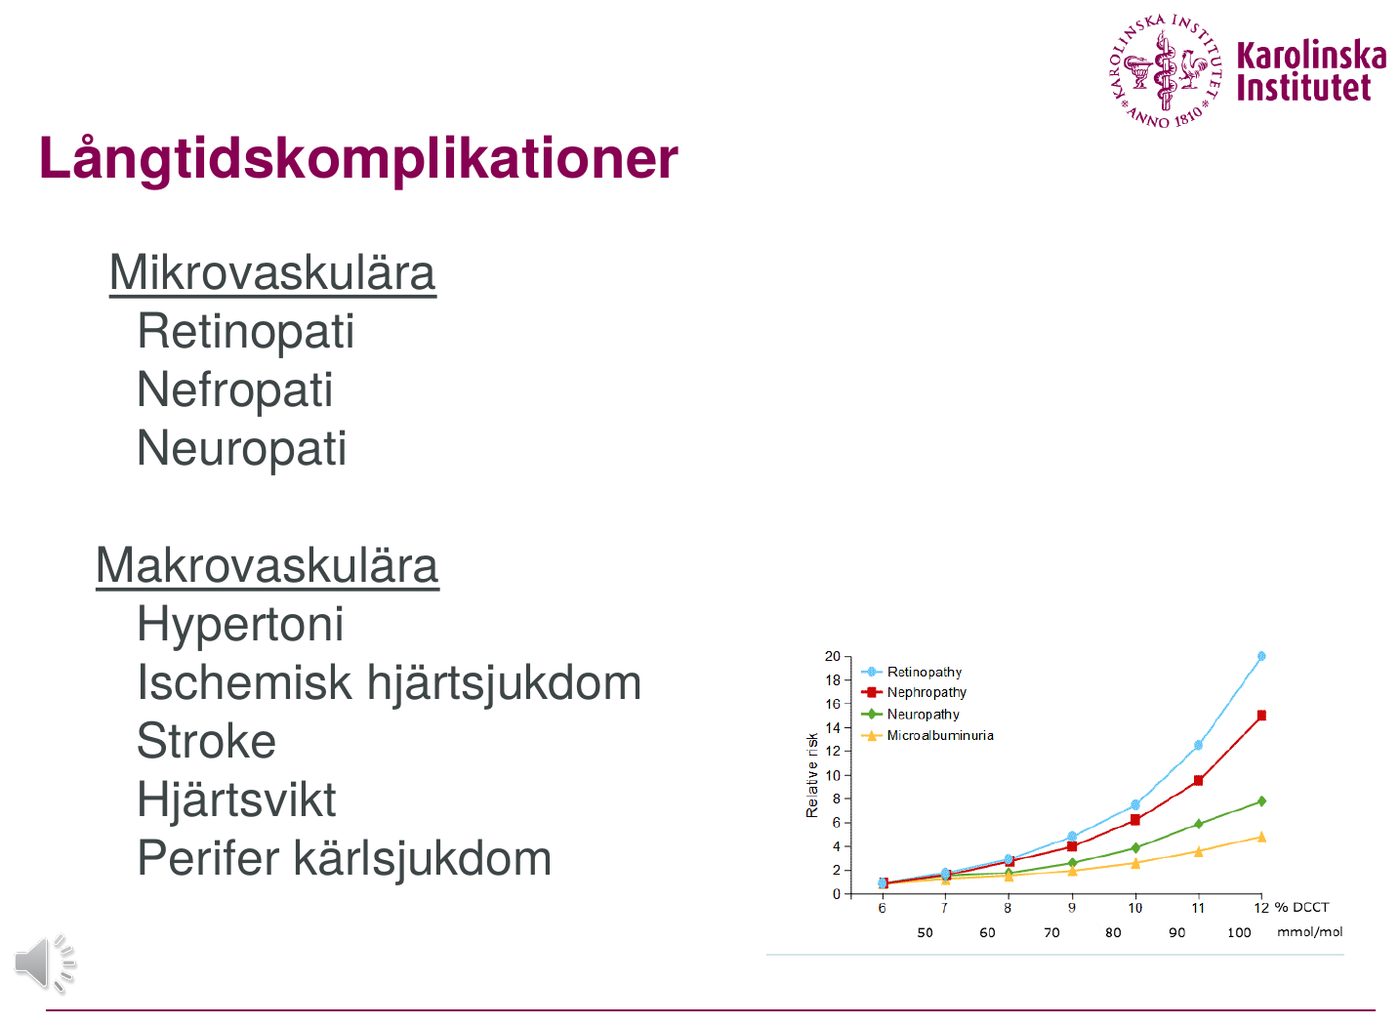 KAROLINSKA INSTITUTET
ANNO 1810
Karolinska
Institutet
Långtidskomplikationer
Mikrovaskulära
Retinopati
Nefropati
Neuropati
Makrovaskulära
Hypertoni
Ischemisk hjärtsjukdom
Stroke
Hjärtsvikt
Perifer kärlsjukdom
Relative risk
20
18
16
14
12
10
8
6
4
2
0
Retinopathy
Nephropathy
Neuropathy
Microalbuminuria
6 7 8 9 10 11 12 % DCCT
50 60 70 80 90 100 mmol/mol